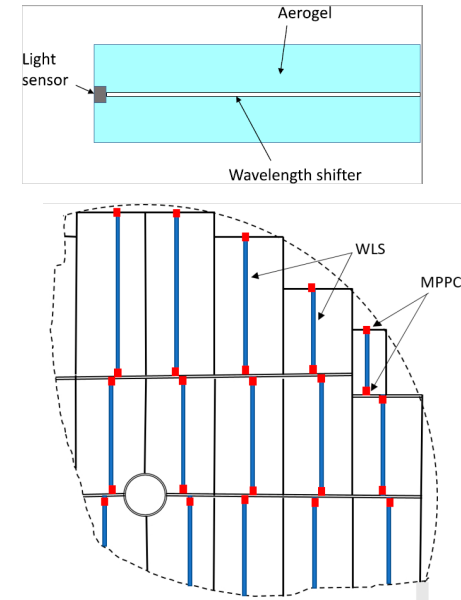 Aerogel
Light
sensor
Wavelength shifter
WLS
MPPC